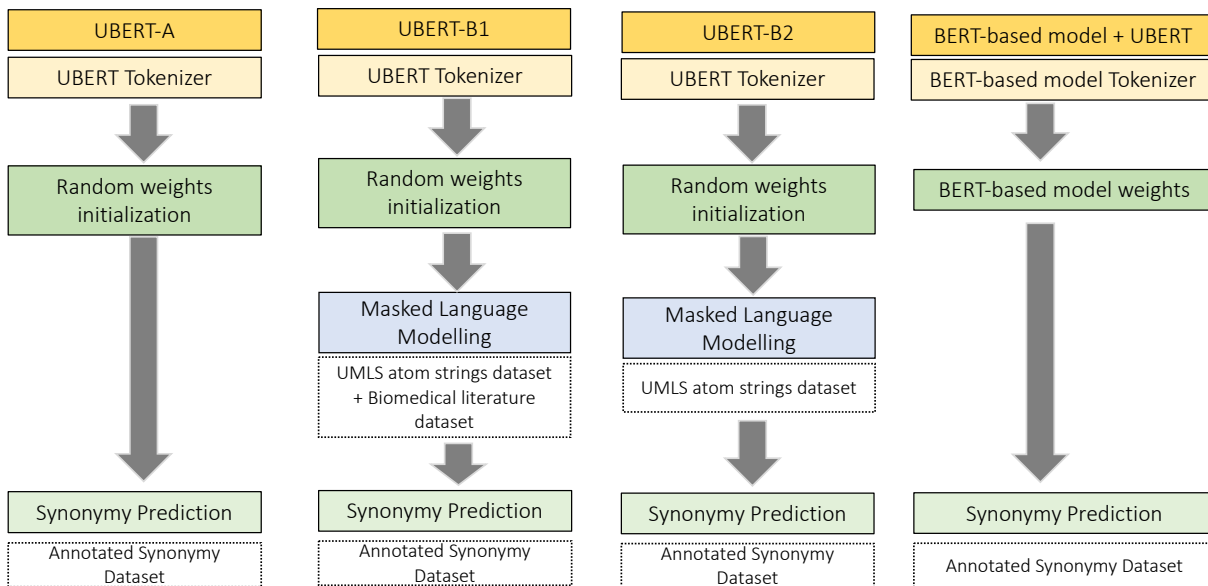 UBERT-A
UBERT Tokenizer
Random weights
initialization
Synonymy Prediction
Annotated Synonymy
Dataset
UBERT-B1
UBERT Tokenizer
Random weights
initialization
Masked Language
Modelling
UMLS atom strings dataset
+ Biomedical literature
dataset
Synonymy Prediction
Annotated Synonymy
Dataset
UBERT-B2
UBERT Tokenizer
Random weights
initialization
Masked Language
Modelling
UMLS atom strings dataset
Synonymy Prediction
Annotated Synonymy
Dataset
BERT-based model + UBERT
BERT-based model Tokenizer
BERT-based model weights
Synonymy Prediction
Annotated Synonymy Dataset